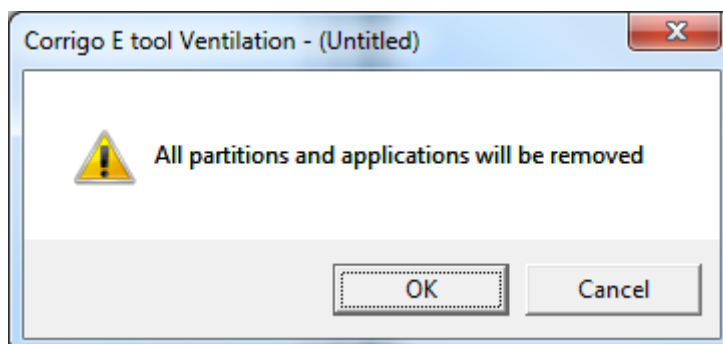 Corrigo E tool Ventilation - (Untitled)
All partitions and applications will be removed
OK
Cancel